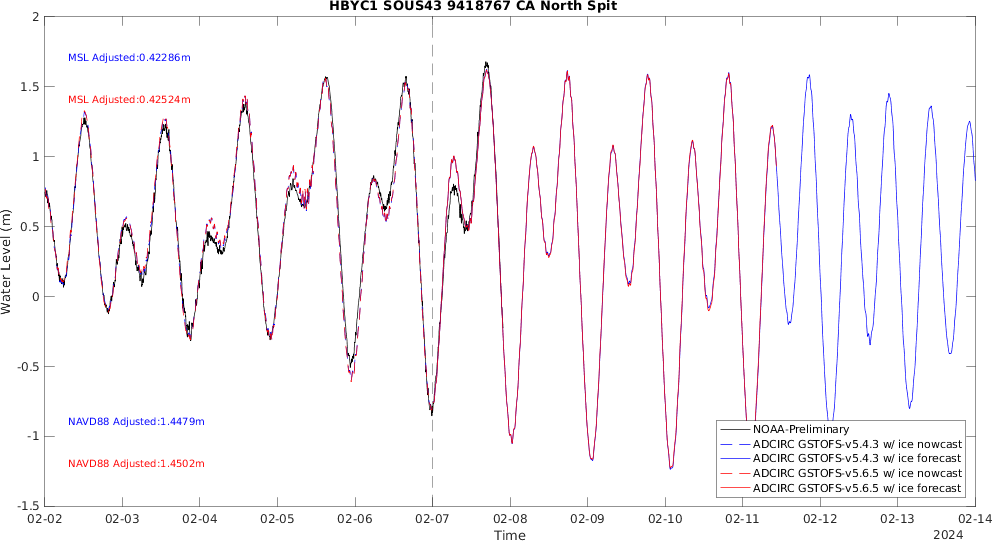 HBYC1 SOUS43 9418767 CA North Spit
2
1.5
1
0.5
0
-0.5
-1
-1.5
Water Level (m)
MSL Adjusted:0.42286m
MSL Adjusted:0.42524m
NAVD88 Adjusted:1.4479m
NAVD88 Adjusted:1.4502m
NOAA-Preliminary
ADCIRC GSTOFS-v5.4.3 w/ ice nowcast
ADCIRC GSTOFS-v5.4.3 w/ ice forecast
ADCIRC GSTOFS-v5.6.5 w/ ice nowcast
ADCIRC GSTOFS-v5.6.5 w/ ice forecast
02-02 02-03 02-04 02-05 02-06 02-07 02-08 02-09 02-10 02-11 02-12 02-13 02-14
Time
2024